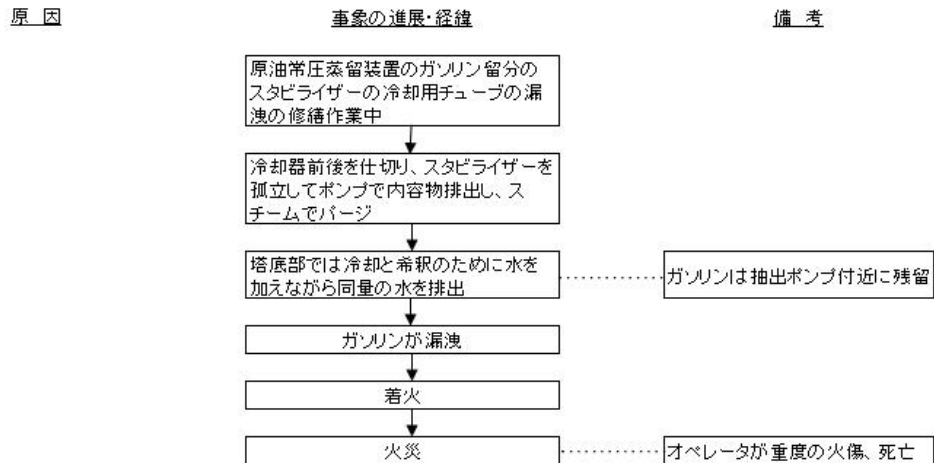 原 因
事象の進展・経緯
備 考
原油常圧蒸留装置のガソリン留分の
スタビライザーの冷却用チューブの漏
洩の修繕作業中
冷却器前後を仕切り、スタビライザーを
孤立してポンプで内容物排出し、ス
チームでパージ
塔底部では冷却と希釈のために水を
加えながら同量の水を排出
ガソリンは抽出ポンプ付近に残留
ガソリンが漏洩
着火
火災
オペレータが重度の火傷、死亡